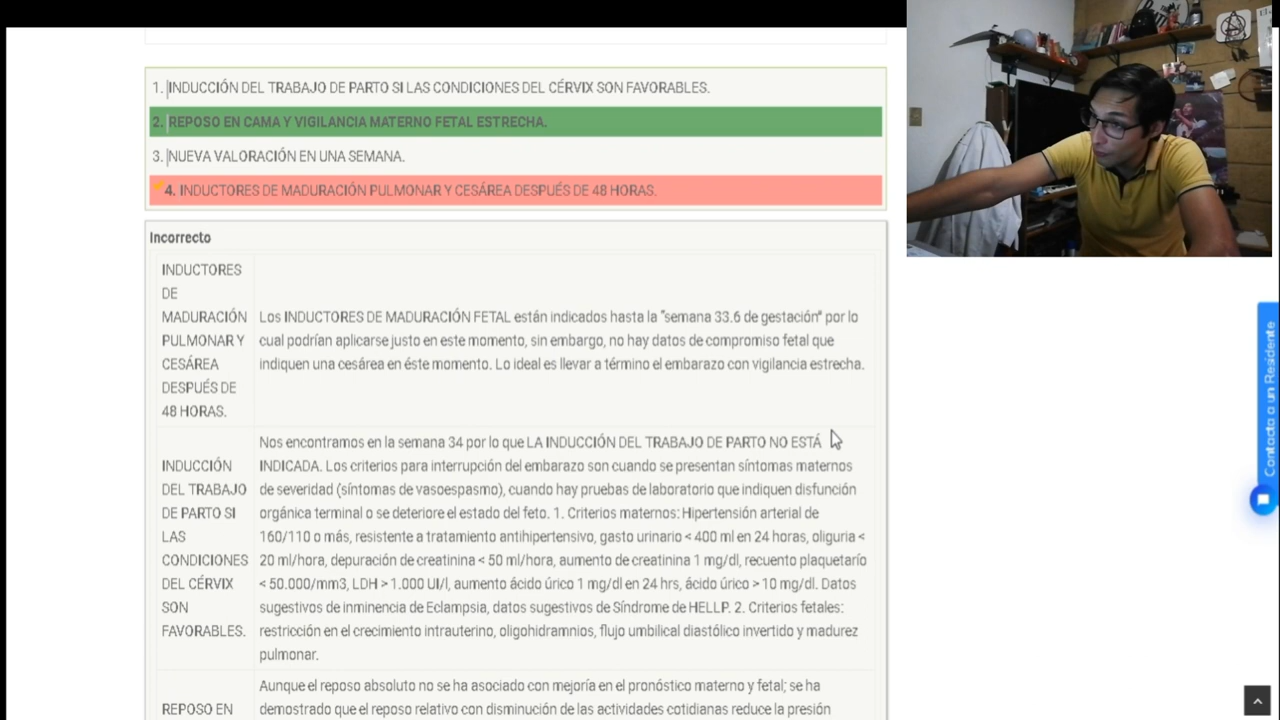 1. INDUCCIÓN DEL TRABAJO DE PARTO SI LAS CONDICIONES DEL CÉRVIX SON FAVORABLES.
2. REPOSO EN CAMA Y VIGILANCIA MATERNO FETAL ESTRECHA.
3. NUEVA VALORACIÓN EN UNA SEMANA.
4. INDUCTORES DE MADURACIÓN PULMONAR Y CESÁREA DESPUÉS DE 48 HORAS.
Incorrecto
INDUCTORES
DE
MADURACIÓN
PULMONAR Y
CESÁREA
DESPUÉS DE
48 HORAS.
Los INDUCTORES DE MADURACIÓN FETAL están indicados hasta la "semana 33.6 de gestación" por lo
cual podrían aplicarse justo en este momento, sin embargo, no hay datos de compromiso fetal que
indiquen una cesárea en éste momento. Lo ideal es llevar a término el embarazo con vigilancia estrecha.
INDUCCIÓN
DEL TRABAJO
DE PARTO SI
LAS
CONDICIONES
DEL CÉRVIX
SON
FAVORABLES.
Nos encontramos en la semana 34 por lo que LA INDUCCIÓN DEL TRABAJO DE PARTO NO ESTÁ
INDICADA. Los criterios para interrupción del embarazo son cuando se presentan síntomas maternos
de severidad (síntomas de vasoespasmo), cuando hay pruebas de laboratorio que indiquen disfunción
orgánica terminal o se deteriore el estado del feto. 1. Criterios maternos: Hipertensión arterial de
160/110 o más, resistente a tratamiento antihipertensivo, gasto urinario < 400 ml en 24 horas, oliguria <
20 ml/hora, depuración de creatinina < 50 ml/hora, aumento de creatinina 1 mg/dl, recuento plaquetarío
< 50.000/mm3, LDH > 1.000 UI/l, aumento ácido úrico 1 mg/dl en 24 hrs, ácido úrico > 10 mg/dl. Datos
sugestivos de inminencia de Eclampsia, datos sugestivos de Síndrome de HELLP. 2. Criterios fetales:
restricción en el crecimiento intrauterino, oligohidramnios, flujo umbilical diastólico invertido y madurez
pulmonar.
REPOSO EN
Aunque el reposo absoluto no se ha asociado con mejoría en el pronóstico materno y fetal; se ha
demostrado que el reposo relativo con disminución de las actividades cotidianas reduce la presión
Contacta a un Residente